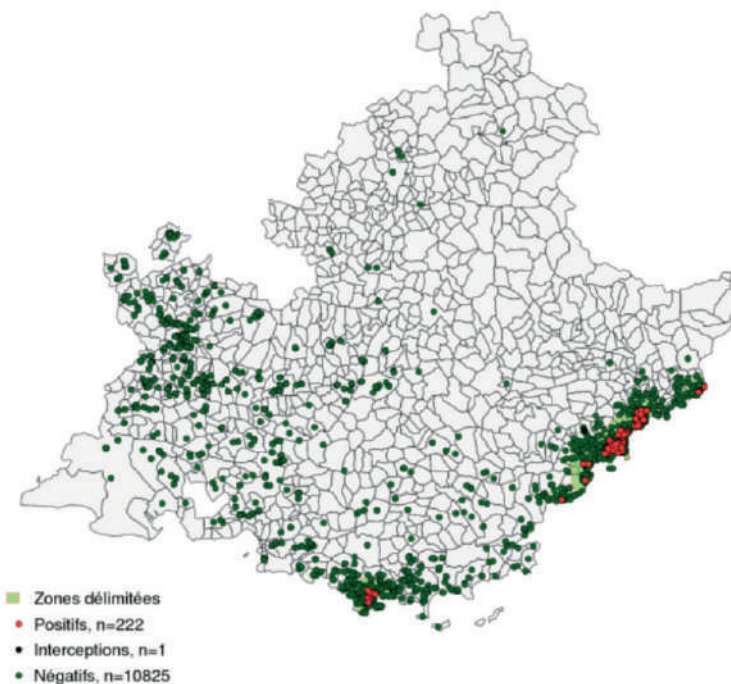 Zones délimitées
Positifs, n=222
Interceptions, n=1
Négatifs, n=10825